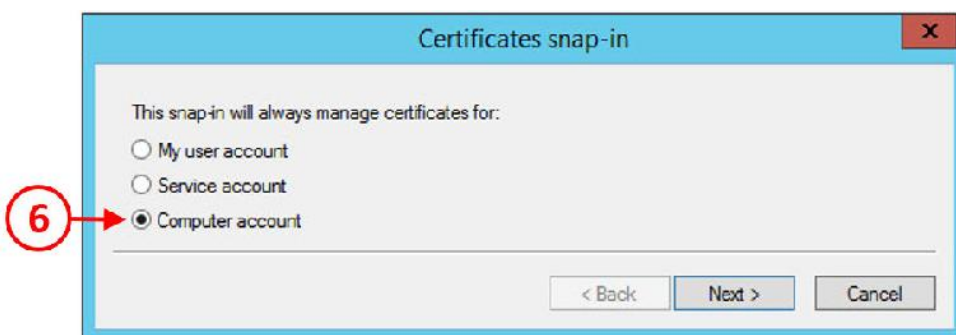 Certificates snap-in
x
This snap-in will always manage certificates for:
My user account
Service account
6
Computer account
< Back Next > Cancel